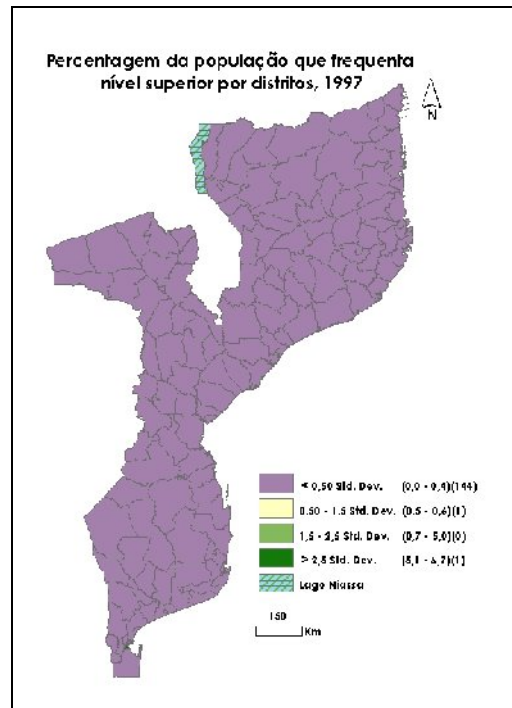 Percentagem da população que frequenta
nível superior por distritos, 1997
N
< 0,50 Std. Dev. (0,0 - 0,4)(144)
0.50 - 1.5 Std. Dev. (0.5 - 0,6)(1)
1,5 - 2,5 Std. Dev. (0,7 - 5,0)(0)
> 2,5 Std. Dev. (5,1 - 6,7)(1)
Lago Niassa
150
Km